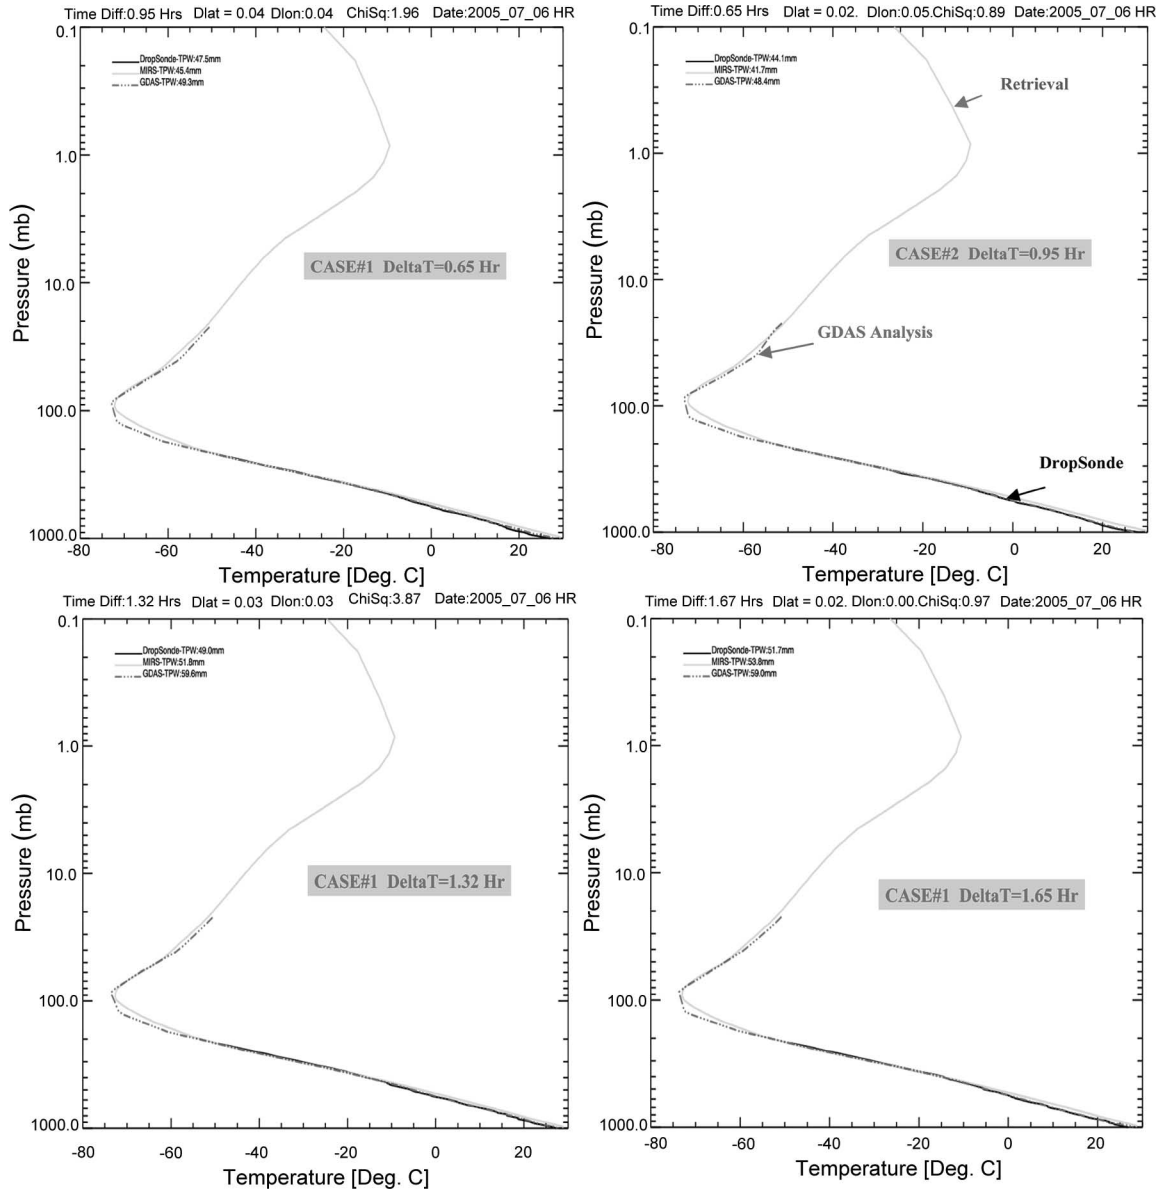 Time Diff:0.95 Hrs Dlat = 0.04 Dlon:0.04 ChiSq:1.96 Date:2005_07_06 HR
0.1
DropSonde-TPW:47.5mm
MIRS-TPW:45.4mm
GDAS-TPW:49.3mm
1.0
Pressure (mb)
CASE#1 DeltaT=0.65 Hr
10.0
100.0
1000.0
-80 -60 -40 -20 0 20
Temperature [Deg. C]
Time Diff:0.65 Hrs Dlat = 0.02. Dlon:0.05.ChiSq:0.89 Date:2005_07_06 HR
0.1
DropSonde-TPW:44.1mm
MIRS-TPW:41.7mm
GDAS-TPW:48.4mm
Retrieval
1.0
Pressure (mb)
CASE#2 DeltaT=0.95 Hr
10.0
GDAS Analysis
100.0
DropSonde
1000.0
-80 -60 -40 -20 0 20
Temperature [Deg. C]
Time Diff:1.32 Hrs Dlat = 0.03 Dlon:0.03 ChiSq:3.87 Date:2005_07_06 HR
0.1
DropSonde-TPW:49.0mm
MIRS-TPW:51.8mm
GDAS-TPW:59.6mm
1.0
Pressure (mb)
10.0
CASE#1 DeltaT=1.32 Hr
100.0
1000.0
-80 -60 -40 -20 0 20
Temperature [Deg. C]
Time Diff:1.67 Hrs Dlat = 0.02. Dlon:0.00.ChiSq:0.97 Date:2005_07_06 HR
0.1
DropSonde-TPW:51.7mm
MIRS-TPW:53.8mm
GDAS-TPW:59.0mm
1.0
Pressure (mb)
10.0
CASE#1 DeltaT=1.65 Hr
100.0
1000.0
-80 -60 -40 -20 0 20
Temperature [Deg. C]